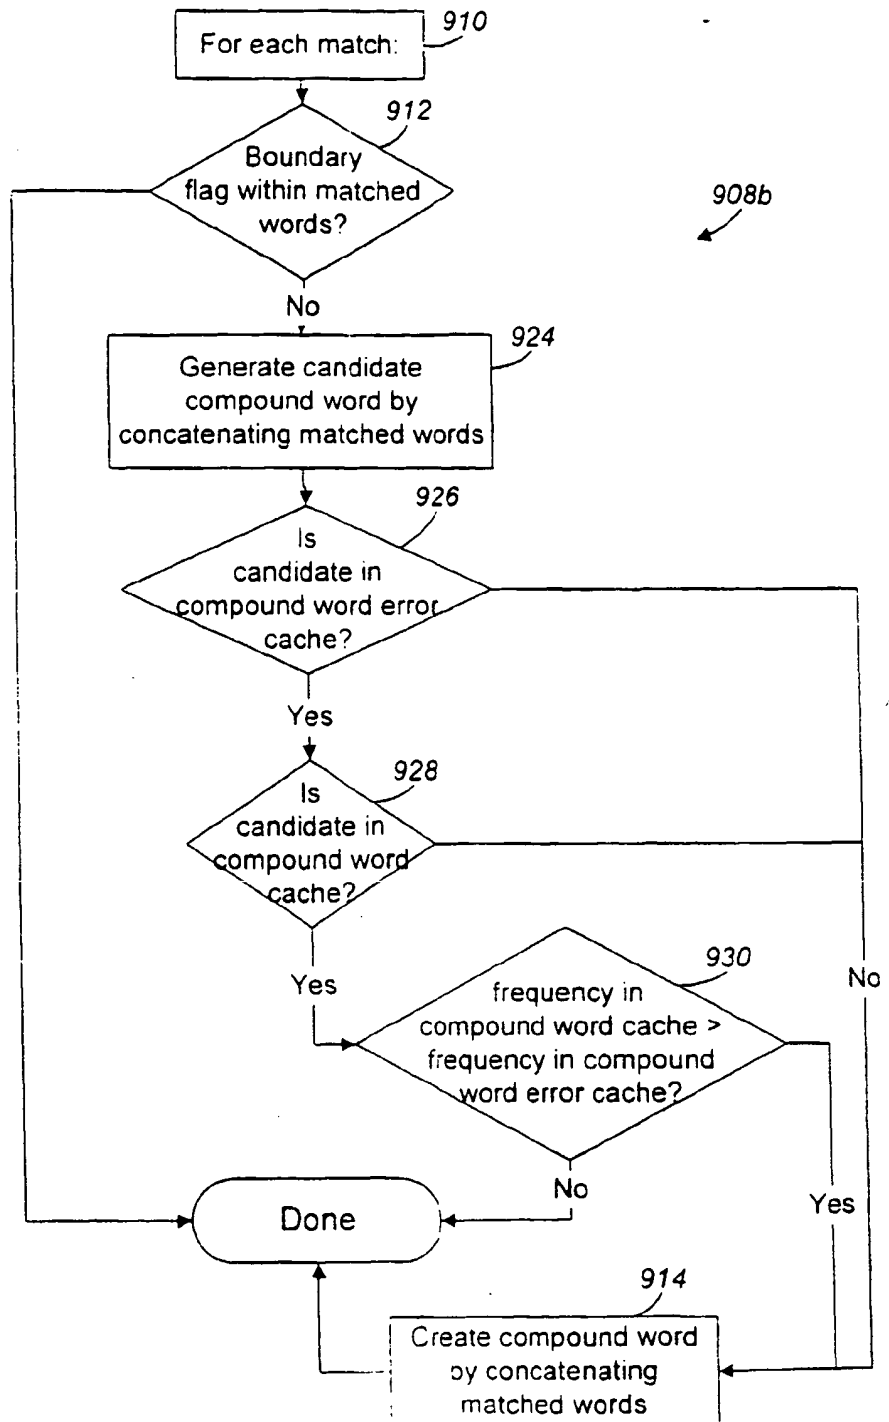 910
For each match:
912
Boundary
flag within matched
words?
908b
No
924
Generate candidate
compound word by
concatenating matched words
926
Is
candidate in
compound word error
cache?
Yes
928
Is
candidate in
compound word
cache?
Yes
930
No
frequency in
compound word cache >
frequency in compound
word error cache?
No
Yes
Done
914
Create compound word
by concatenating
matched words